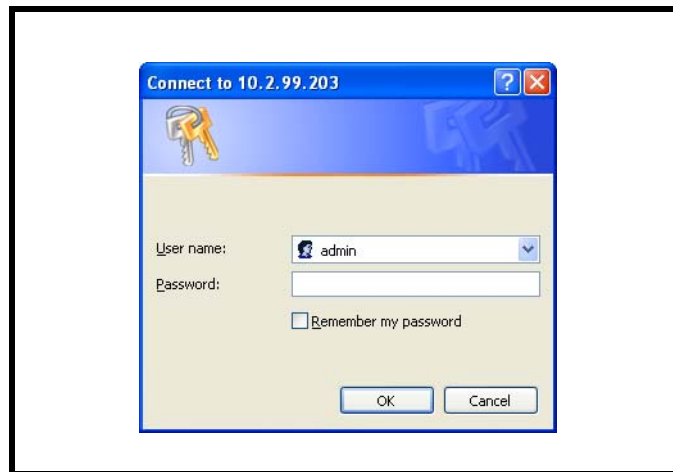 Connect to 10.2.99.203
?
User name:
admin
Password:
Remember my password
OK
Cancel